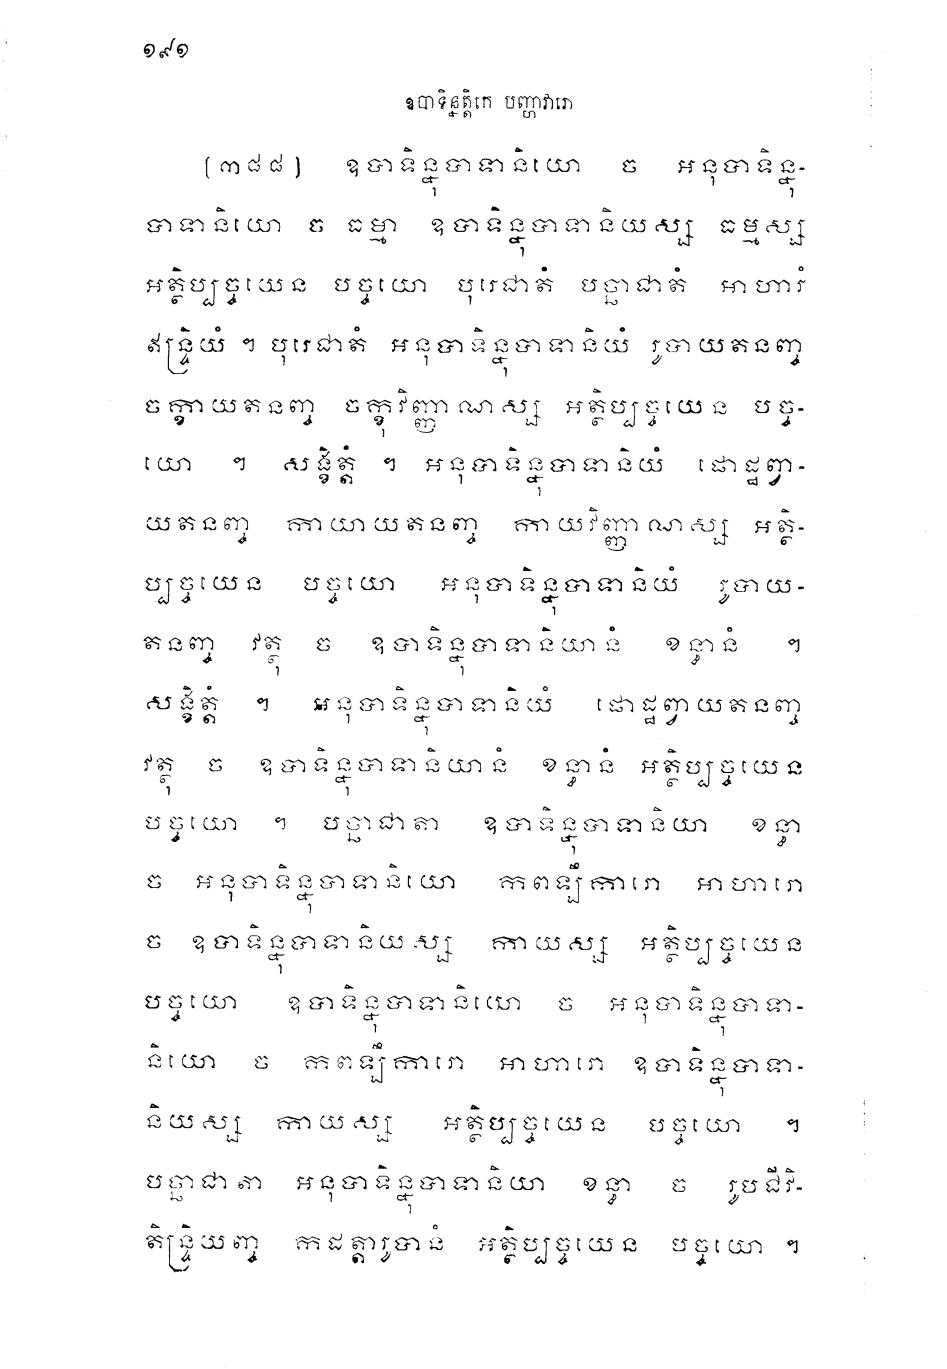 ១៩១
ឧបាទិន្នត្តិកេ បញ្ហាវារោ
[៣៨៨] ឧបាទិន្នុបាទានិយោ ច អនុបាទិន្នុ-
បាទានិយោ ច ធម្មា ឧបាទិន្នុបាទានិយស្ស ធម្មស្ស
អត្ថិប្បច្ចយេន បច្ចយោ បុរេជាតំ បច្ឆាជាតំ អាហារំ
ឥន្ទ្រិយំ ។ បុរេជាតំ អនុបាទិន្នុបាទានិយំ រូបាយតនញ្ច
ចក្ខាយតនញ្ច ចក្ខុវិញ្ញាណស្ស អត្ថិប្បច្ចយេន បច្ច-
យោ ។ សង្ខិត្តំ ។ អនុបាទិន្នុបាទានិយំ ផោដ្ឋព្វា-
យតនញ្ច កាយាយតនញ្ច កាយវិញ្ញាណស្ស អត្ថិ-
ប្បច្ចយេន បច្ចយោ អនុបាទិន្នុបាទានិយំ រូបាយ-
តនញ្ច វត្ថុ ច ឧបាទិន្នុបាទានិយានំ ខន្ធានំ ។
សង្ខិត្តំ ។ អនុបាទិន្នុបាទានិយំ ផោដ្ឋព្វាយតនញ្ច
វត្ថុ ច ឧបាទិន្នុបាទានិយានំ ខន្ធានំ អត្ថិប្បច្ចយេន
បច្ចយោ ។ បច្ឆាជាតា ឧបាទិន្នុបាទានិយា ខន្ធា
ច អនុបាទិន្នុបាទានិយោ កពឡឹការោ អាហារោ
ច ឧបាទិន្នុបាទានិយស្ស កាយស្ស អត្ថិប្បច្ចយេន
បច្ចយោ ឧបាទិន្នុបាទានិយោ ច អនុបាទិន្នុបាទា-
និយោ ច កពឡឹការោ អាហារោ ឧបាទិន្នុបាទា-
និយស្ស កាយស្ស អត្ថិប្បច្ចយេន បច្ចយោ ។
បច្ឆាជាតា អនុបាទិន្នុបាទានិយា ខន្ធា ច រូបជីវិ-
តិន្ទ្រិយញ្ច កដត្តារូបានំ អត្ថិប្បច្ចយេន បច្ចយោ ។